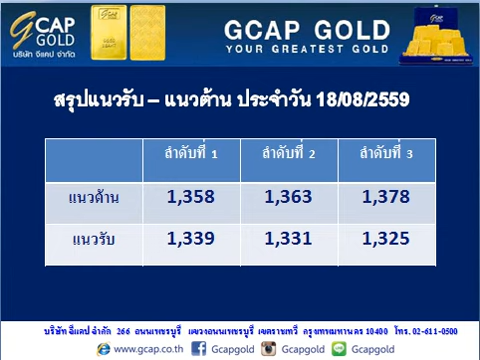 GCAP
GOLD
บริษัท จีแคป จำกัด
GCAP GOLD
YOUR GREATEST GOLD
สรุปแนวรับ – แนวต้าน ประจำวัน 18/08/2559
ลำดับที่ 1 ลำดับที่ 2 ลำดับที่ 3
แนวต้าน 1,358 1,363 1,378
แนวรับ 1,339 1,331 1,325
บริษัท จีแคป จำกัด 266 ถนนเพชรบุรี แขวงถนนเพชรบุรี เขตราชเทวี กรุงเทพมหานคร 10400 โทร. 02-611-0500
www.gcap.co.th Gcapgold Gcapgold Gcapgold